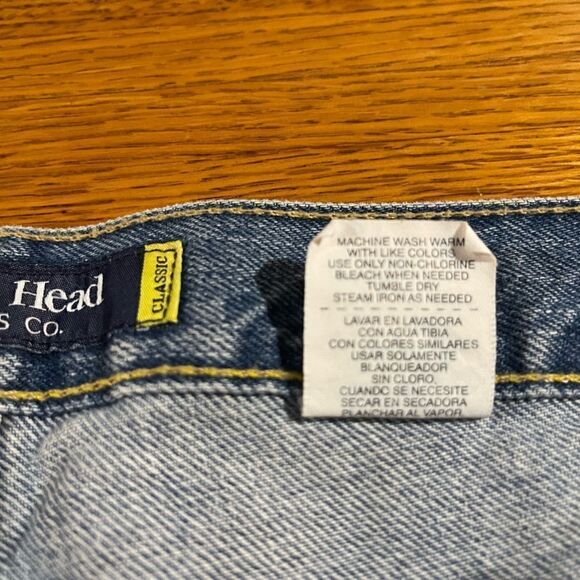 Head
S CO.
CLASSIC
MACHINE WASH WARM
WITH LIKE COLORS
USE ONLY NON-CHLORINE
BLEACH WHEN NEEDED
TUMBLE DRY
STEAM IRON AS NEEDED
LAVAR EN LAVADORA
CON AGUA TIBIA
CON COLORES SIMILARES
USAR SOLAMENTE
BLANQUEADOR
SIN CLORO,
CUANDO SE NECESITE
SECAR EN SECADORA
PLANCHAR AL VAPOR